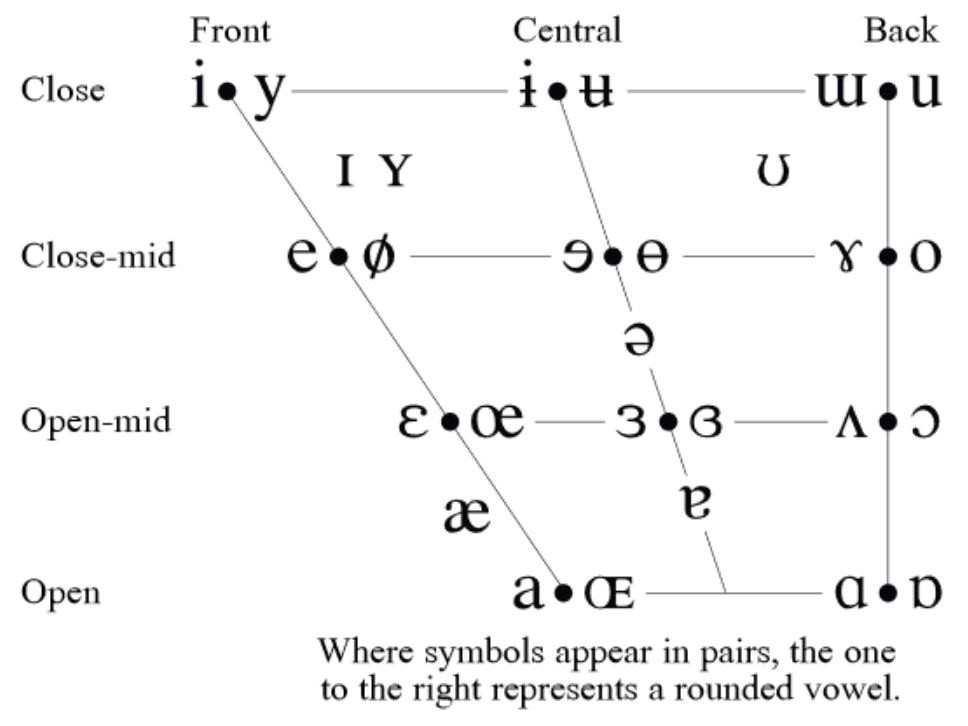 Front Central Back
Close i y ɨ ʉ ɯ u
ɪ ʏ ʊ
Close-mid e ø ɘ ɵ ɤ o
ə
Open-mid ɛ œ ɜ ɞ ʌ ɔ
æ ɐ
Open a ɶ ɑ ɒ
Where symbols appear in pairs, the one
to the right represents a rounded vowel.